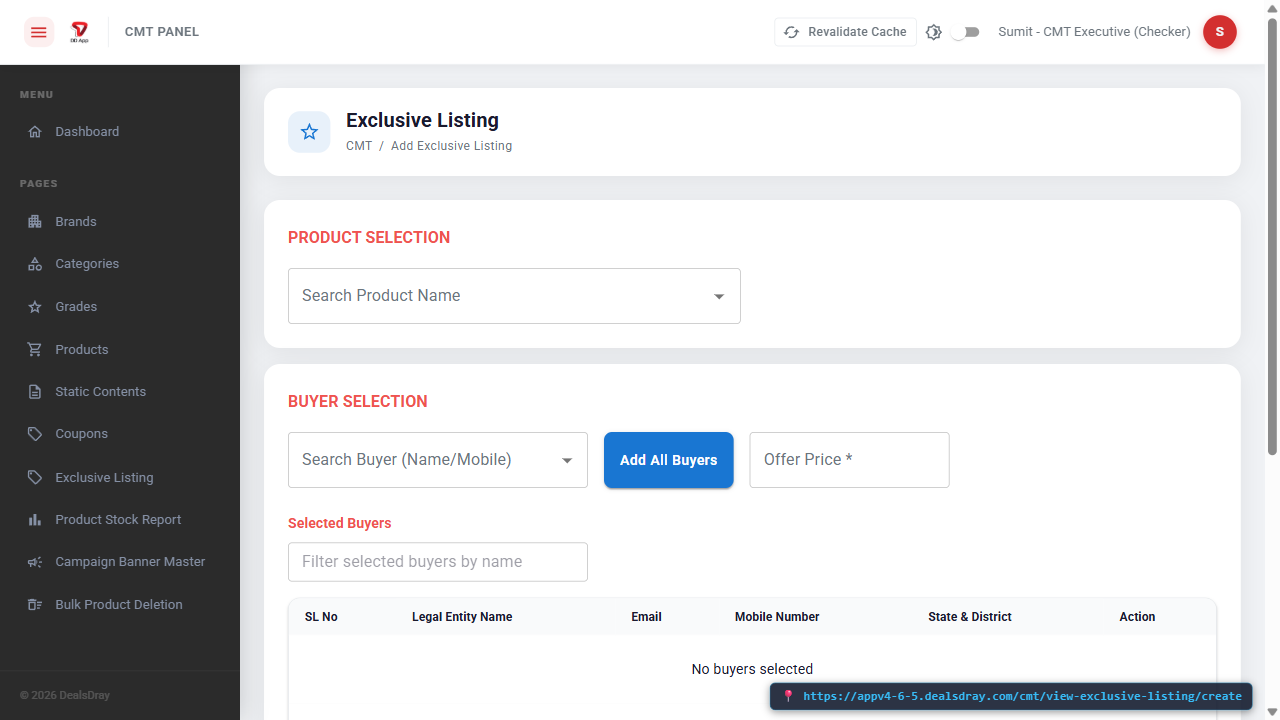 DD App
CMT PANEL
Revalidate Cache
Sumit - CMT Executive (Checker)
S
MENU
Dashboard
PAGES
Brands
Categories
Grades
Products
Static Contents
Coupons
Exclusive Listing
Product Stock Report
Campaign Banner Master
Bulk Product Deletion
© 2026 DealsDray
Exclusive Listing
CMT / Add Exclusive Listing
PRODUCT SELECTION
Search Product Name
BUYER SELECTION
Search Buyer (Name/Mobile)
Add All Buyers
Offer Price *
Selected Buyers
Filter selected buyers by name
SL No Legal Entity Name Email Mobile Number State & District Action
No buyers selected
https://appv4-6-5.dealsdray.com/cmt/view-exclusive-listing/create